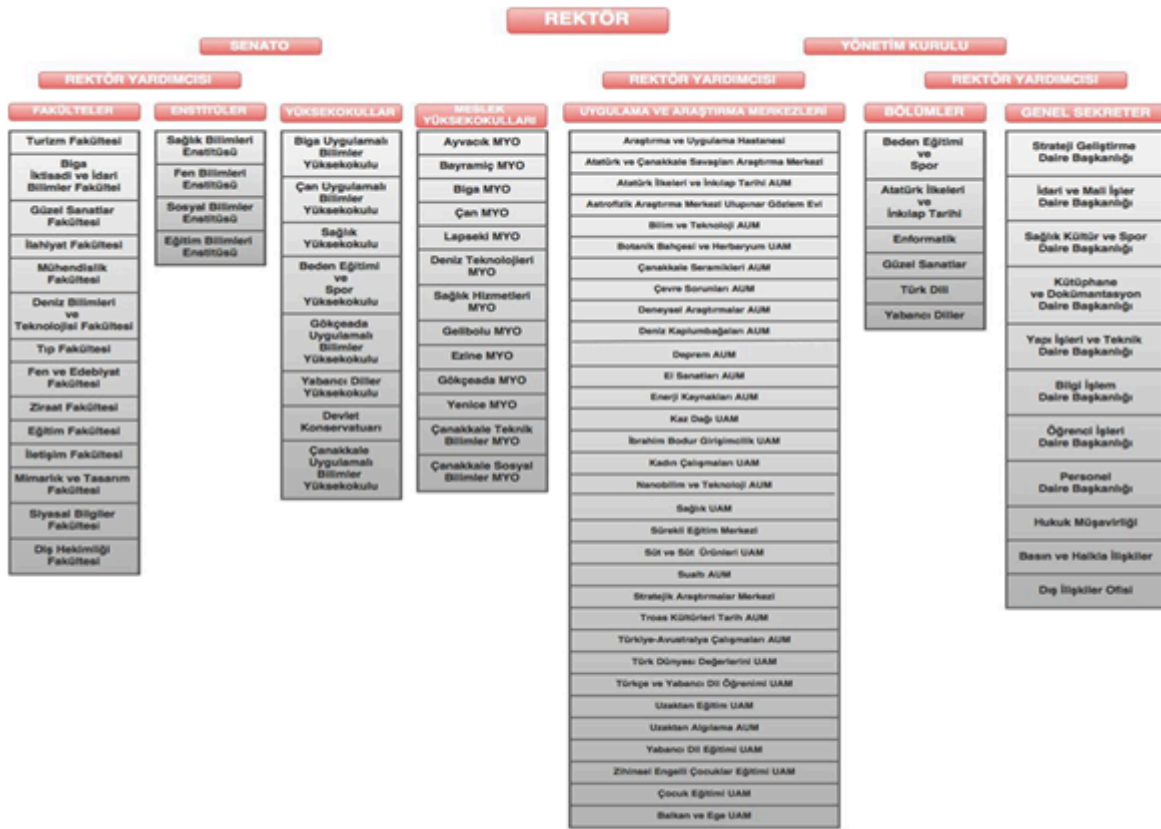 REKTÖR
SENATO
YÖNETİM KURULU
REKTÖR YARDIMCISI
REKTÖR YARDIMCISI
REKTÖR YARDIMCISI
FAKÜLTELER
Turizm Fakültesi
Biga
İktisadi ve İdari
Bilimler Fakültel
Güzel Sanatlar
Fakültesi
İlahiyat Fakültesi
Mühendislik
Fakültesi
Deniz Bilimleri
ve
Teknolojisi Fakültesi
Tıp Fakültesi
Fen ve Edebiyat
Fakültesi
Ziraat Fakültesi
Eğitim Fakültesi
İletişim Fakültesi
Mimarlık ve Tasarım
Fakültesi
Siyasal Bilgiler
Fakültesi
Diş Hekimliği
Fakültesi
ENSTİTÜLER
Sağlık Bilimleri
Enstitüsü
Fen Bilimleri
Enstitüsü
Sosyal Bilimler
Enstitüsü
Eğitim Bilimleri
Enstitüsü
YÜKSEKOKULLAR
Biga Uygulamalı
Bilimler
Yüksekokulu
Çan Uygulamalı
Bilimler
Yüksekokulu
Sağlık
Yüksekokulu
Beden Eğitimi
ve
Spor
Yüksekokulu
Gökçeada
Uygulamalı
Bilimler
Yüksekokulu
Yabancı Diller
Yüksekokulu
Devlet
Konservatuarı
Çanakkale
Uygulamalı
Bilimler
Yüksekokulu
MESLEK
YÜKSEKOKULLARI
Ayvacık MYO
Bayramiç MYO
Biga MYO
Çan MYO
Lapseki MYO
Deniz Teknolojileri
MYO
Sağlık Hizmetleri
MYO
Gelibolu MYO
Ezine MYO
Gökçeada MYO
Yenice MYO
Çanakkale Teknik
Bilimler MYO
Çanakkale Sosyal
Bilimler MYO
UYGULAMA VE ARAŞTIRMA MERKEZLERİ
Araştırma ve Uygulama Hastanesi
Atatürk ve Çanakkale Savaşları Araştırma Merkezi
Atatürk İlkeleri ve İnkılap Tarihi AUM
Astrofizik Araştırma Merkezi Ulupınar Gözlem Evi
Bilim ve Teknoloji AUM
Botanik Bahçesi ve Herbaryum UAM
Çanakkale Seramikleri AUM
Çevre Sorunları AUM
Deneysel Araştırmalar AUM
Deniz Kaplumbağaları AUM
Deprem AUM
El Sanatları AUM
Enerji Kaynakları AUM
Kaz Dağı UAM
İbrahim Bodur Girişimcilik UAM
Kadın Çalışmaları UAM
Nanobilim ve Teknoloji AUM
Sağlık UAM
Sürekli Eğitim Merkezi
Süt ve Süt Ürünleri UAM
Sualtı AUM
Stratejik Araştırmalar Merkezi
Troas Kültürleri Tarih AUM
Türkiye-Avustralya Çalışmaları AUM
Türk Dünyası Değerlerini UAM
Türkçe ve Yabancı Dil Öğrenimi UAM
Uzaktan Eğitim UAM
Uzaktan Algılama AUM
Yabancı Dil Eğitimi UAM
Zihinsel Engelli Çocuklar Eğitimi UAM
Çocuk Eğitimi UAM
Balkan ve Ege UAM
BÖLÜMLER
Beden Eğitimi
ve
Spor
Atatürk İlkeleri
ve
İnkılap Tarihi
Enformatik
Güzel Sanatlar
Türk Dili
Yabancı Diller
GENEL SEKRETER
Strateji Geliştirme
Daire Başkanlığı
İdari ve Mali İşler
Daire Başkanlığı
Sağlık Kültür ve Spor
Daire Başkanlığı
Kütüphane
ve Dokümantasyon
Daire Başkanlığı
Yapı İşleri ve Teknik
Daire Başkanlığı
Bilgi İşlem
Daire Başkanlığı
Öğrenci İşleri
Daire Başkanlığı
Personel
Daire Başkanlığı
Hukuk Müşavirliği
Basın ve Halkla İlişkiler
Dış İlişkiler Ofisi